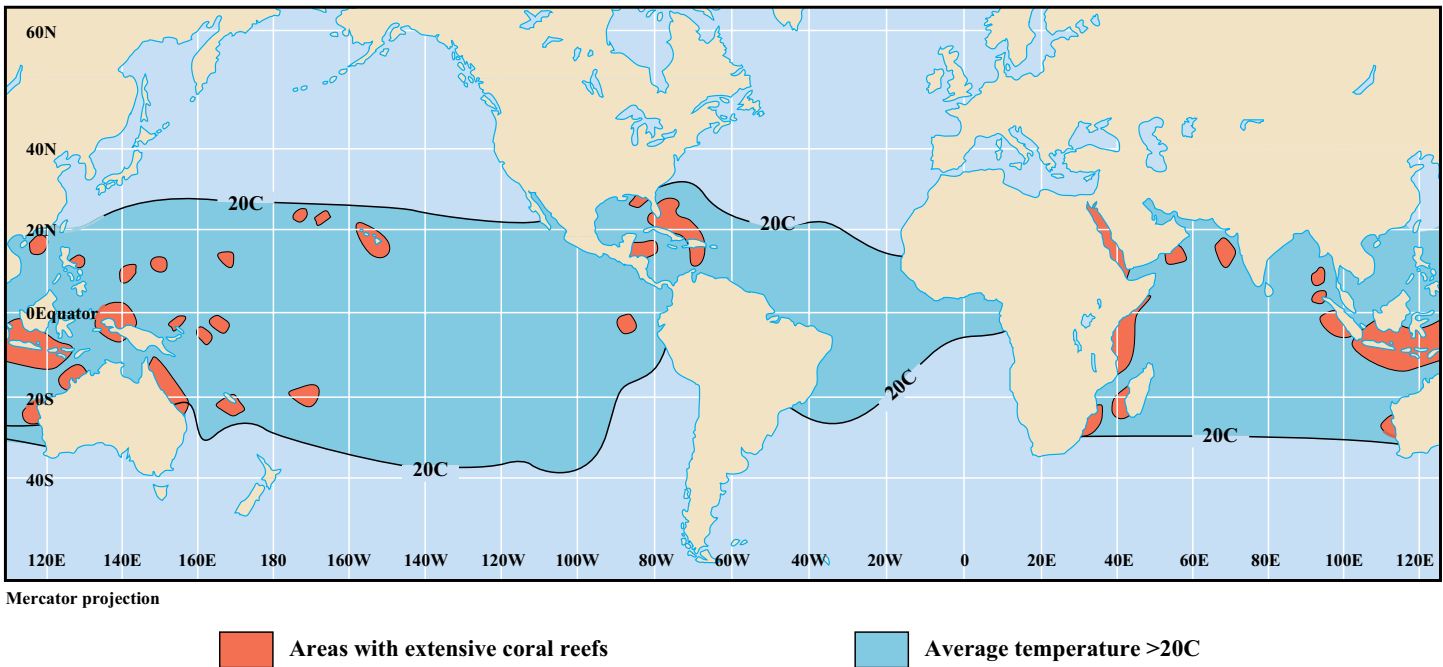 60N
40N
20C
20C
20N
0Equator
20C
20S
20C
20C
40S
120E 140E 160E 180 160W 140W 120W 100W 80W 60W 40W 20W 0 20E 40E 60E 80E 100E 120E
Mercator projection
Areas with extensive coral reefs
Average temperature >20C